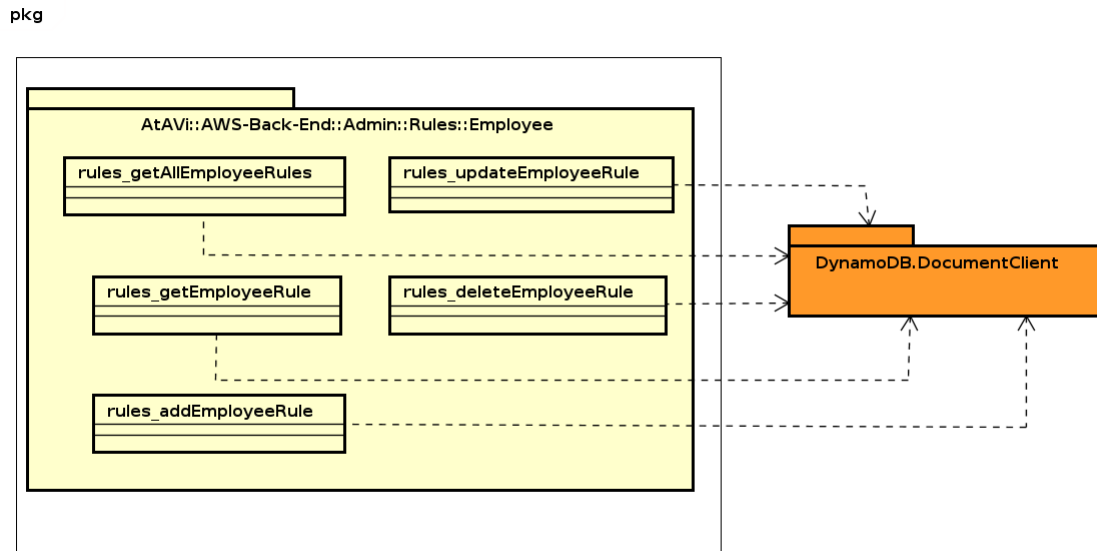 pkg
AtAVi::AWS-Back-End::Admin::Rules::Employee
rules_getAllEmployeeRules
rules_updateEmployeeRule
DynamoDB.DocumentClient
rules_getEmployeeRule
rules_deleteEmployeeRule
rules_addEmployeeRule